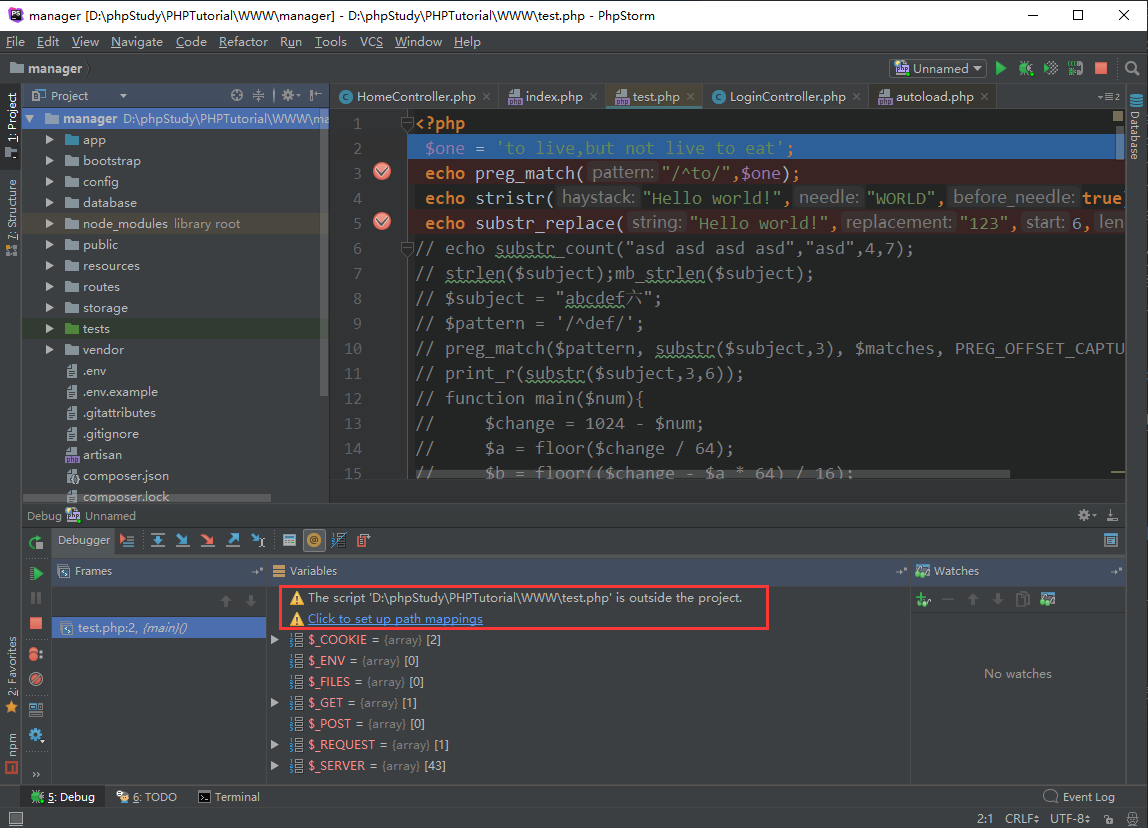 manager [D:\phpStudy\PHPTutorial\WWW\manager] - D:\phpStudy\PHPTutorial\WWW\test.php - PhpStorm
File Edit View Navigate Code Refactor Run Tools VCS Window Help
manager
Unnamed
1: Project
7: Structure
2: Favorites
npm
Database
Project
manager D:\phpStudy\PHPTutorial\WWW\ma
app
bootstrap
config
database
node_modules library root
public
resources
routes
storage
tests
vendor
.env
.env.example
.gitattributes
.gitignore
artisan
composer.json
composer.lock
HomeController.php index.php test.php LoginController.php autoload.php 2
1 <?php
2 $one = 'to live,but not live to eat';
3 echo preg_match( pattern: "/^to/",$one);
4 echo stristr( haystack: "Hello world!", needle: "WORLD", before_needle: true)
5 echo substr_replace( string: "Hello world!", replacement: "123", start: 6, len
6 // echo substr_count("asd asd asd asd","asd",4,7);
7 // strlen($subject);mb_strlen($subject);
8 // $subject = "abcdef六";
9 // $pattern = '/^def/';
10 // preg_match($pattern, substr($subject,3), $matches, PREG_OFFSET_CAPTU
11 // print_r(substr($subject,3,6));
12 // function main($num){
13 // $change = 1024 - $num;
14 // $a = floor($change / 64);
15 // $b = floor(($change - $a * 64) / 16);
Debug Unnamed
Debugger
Frames
test.php:2, {main}()
Variables
The script 'D:\phpStudy\PHPTutorial\WWW\test.php' is outside the project.
Click to set up path mappings
$_COOKIE = {array} [2]
$_ENV = {array} [0]
$_FILES = {array} [0]
$_GET = {array} [1]
$_POST = {array} [0]
$_REQUEST = {array} [1]
$_SERVER = {array} [43]
Watches
No watches
5: Debug 6: TODO Terminal Event Log
2:1 CRLF UTF-8